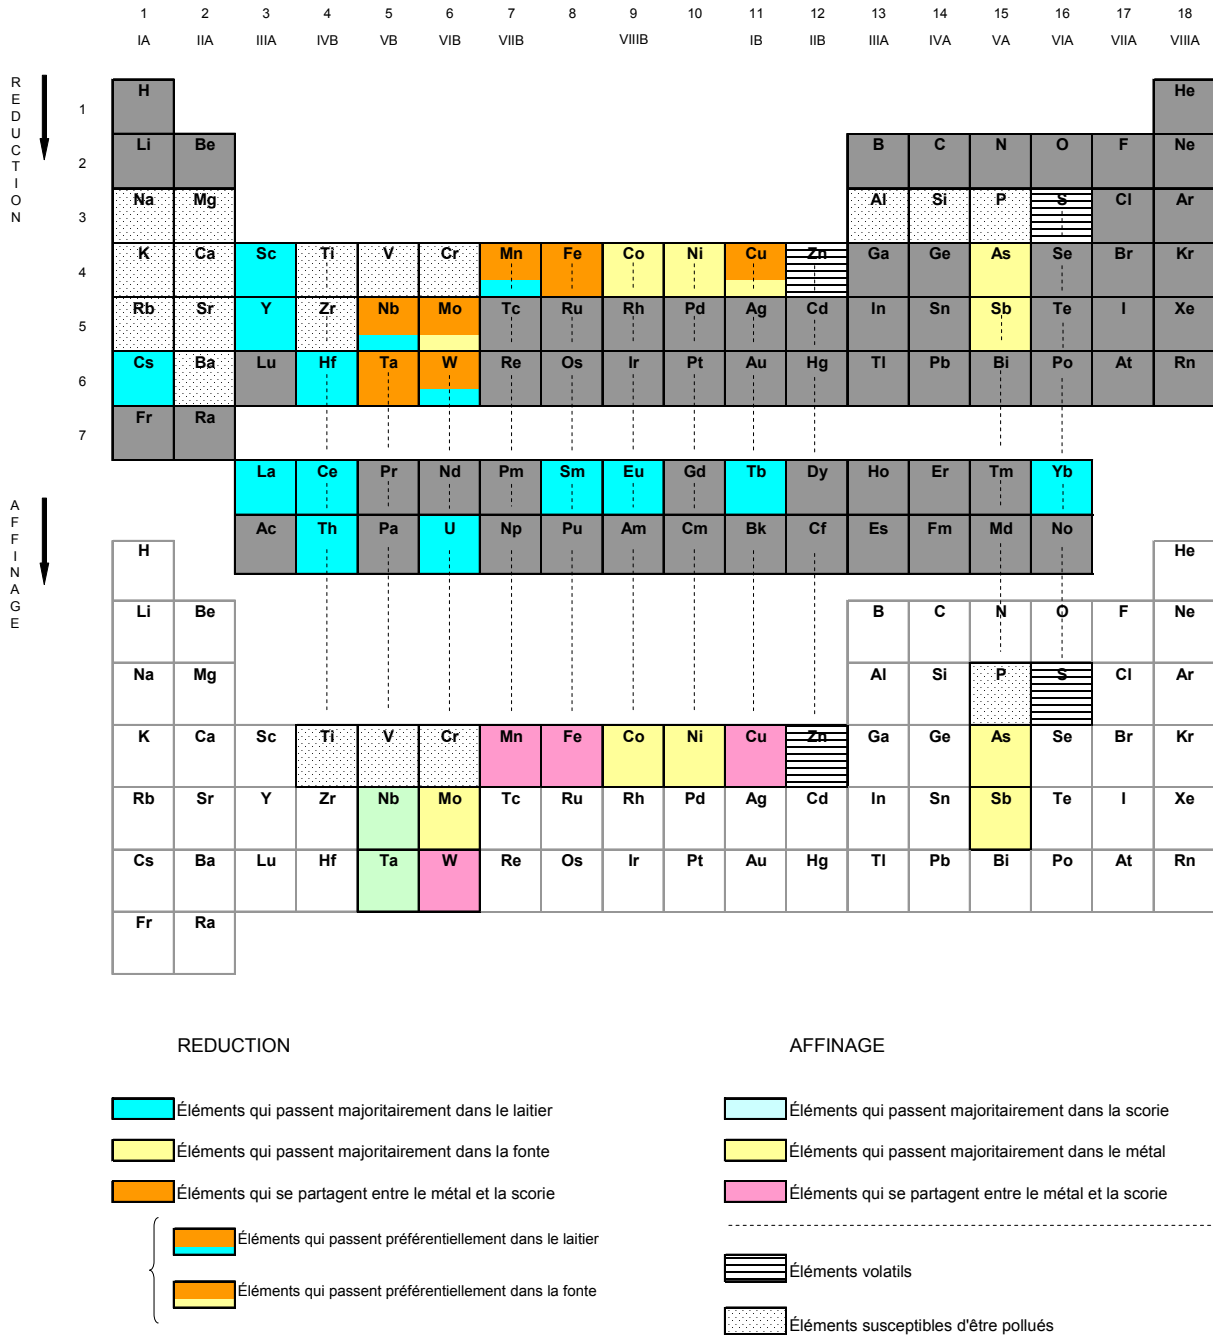 1 2 3 4 5 6 7 8 9 10 11 12 13 14 15 16 17 18
IA IIA IIIA IVB VB VIB VIIB VIIIB IB IIB IIIA IVA VA VIA VIIA VIIIA
REDUCTION
1 H He
2 Li Be B C N O F Ne
3 Na Mg Al Si P S Cl Ar
4 K Ca Sc Ti V Cr Mn Fe Co Ni Cu Zn Ga Ge As Se Br Kr
5 Rb Sr Y Zr Nb Mo Tc Ru Rh Pd Ag Cd In Sn Sb Te I Xe
6 Cs Ba Lu Hf Ta W Re Os Ir Pt Au Hg Tl Pb Bi Po At Rn
7 Fr Ra
La Ce Pr Nd Pm Sm Eu Gd Tb Dy Ho Er Tm Yb
Ac Th Pa U Np Pu Am Cm Bk Cf Es Fm Md No
AFFINAGE
H He
Li Be B C N O F Ne
Na Mg Al Si P S Cl Ar
K Ca Sc Ti V Cr Mn Fe Co Ni Cu Zn Ga Ge As Se Br Kr
Rb Sr Y Zr Nb Mo Tc Ru Rh Pd Ag Cd In Sn Sb Te I Xe
Cs Ba Lu Hf Ta W Re Os Ir Pt Au Hg Tl Pb Bi Po At Rn
Fr Ra
REDUCTION
Éléments qui passent majoritairement dans le laitier
Éléments qui passent majoritairement dans la fonte
Éléments qui se partagent entre le métal et la scorie
Éléments qui passent préférentiellement dans le laitier
Éléments qui passent préférentiellement dans la fonte
AFFINAGE
Éléments qui passent majoritairement dans la scorie
Éléments qui passent majoritairement dans le métal
Éléments qui se partagent entre le métal et la scorie
Éléments volatils
Éléments susceptibles d'être pollués